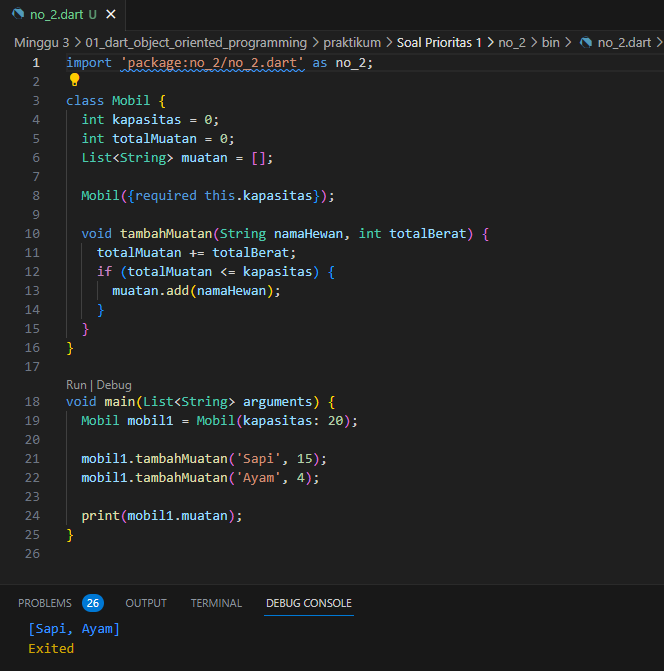 no_2.dart U
Minggu 3 > 01_dart_object_oriented_programming > praktikum > Soal Prioritas 1 > no_2 > bin > no_2.dart >
1 import 'package:no_2/no_2.dart' as no_2;
2
3 class Mobil {
4   int kapasitas = 0;
5   int totalMuatan = 0;
6   List<String> muatan = [];
7
8   Mobil({required this.kapasitas});
9
10   void tambahMuatan(String namaHewan, int totalBerat) {
11     totalMuatan += totalBerat;
12     if (totalMuatan <= kapasitas) {
13       muatan.add(namaHewan);
14     }
15   }
16 }
17
Run | Debug
18 void main(List<String> arguments) {
19   Mobil mobil1 = Mobil(kapasitas: 20);
20
21   mobil1.tambahMuatan('Sapi', 15);
22   mobil1.tambahMuatan('Ayam', 4);
23
24   print(mobil1.muatan);
25 }
26
PROBLEMS 26 OUTPUT TERMINAL DEBUG CONSOLE
[Sapi, Ayam]
Exited